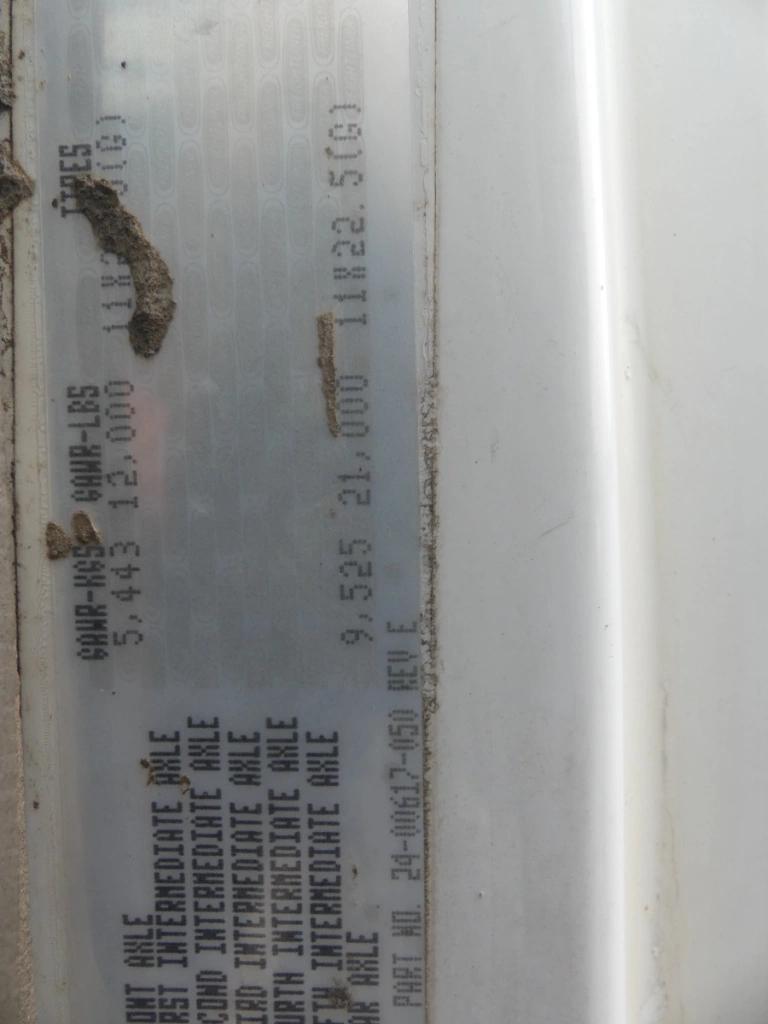 GAWR-KGS GAWR-LBS TIRES
ONT AXLE 5,443 12,000 11X2 (G)
RST INTERMEDIATE AXLE
COND INTERMEDIATE AXLE
IRD INTERMEDIATE AXLE
URTH INTERMEDIATE AXLE
FTH INTERMEDIATE AXLE
AR AXLE 9,525 21,000 11X22.5(G)
PART NO. 24-00617-050 REV E